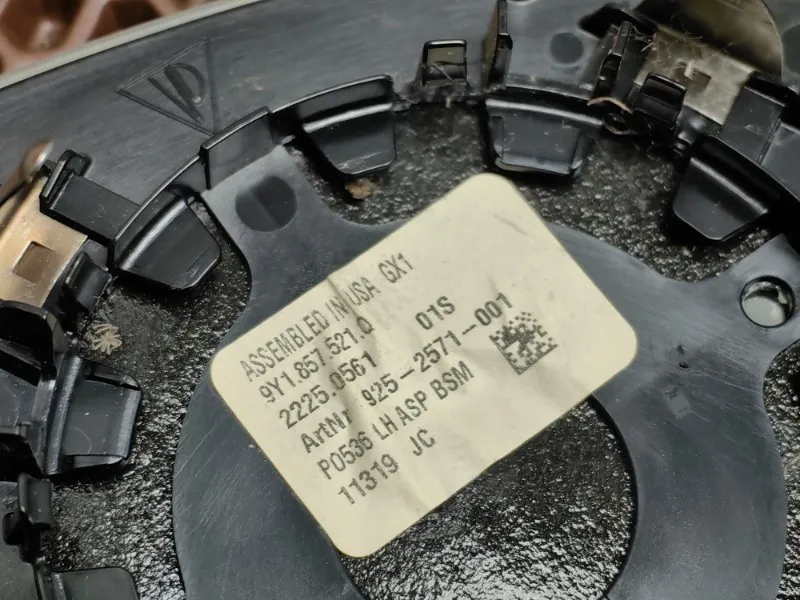 ASSEMBLED IN USA GX1
9Y1.857.521.Q 01S
2225.0561
ArtNr 925-2571-001
P0536 LH ASP BSM
11319 JC